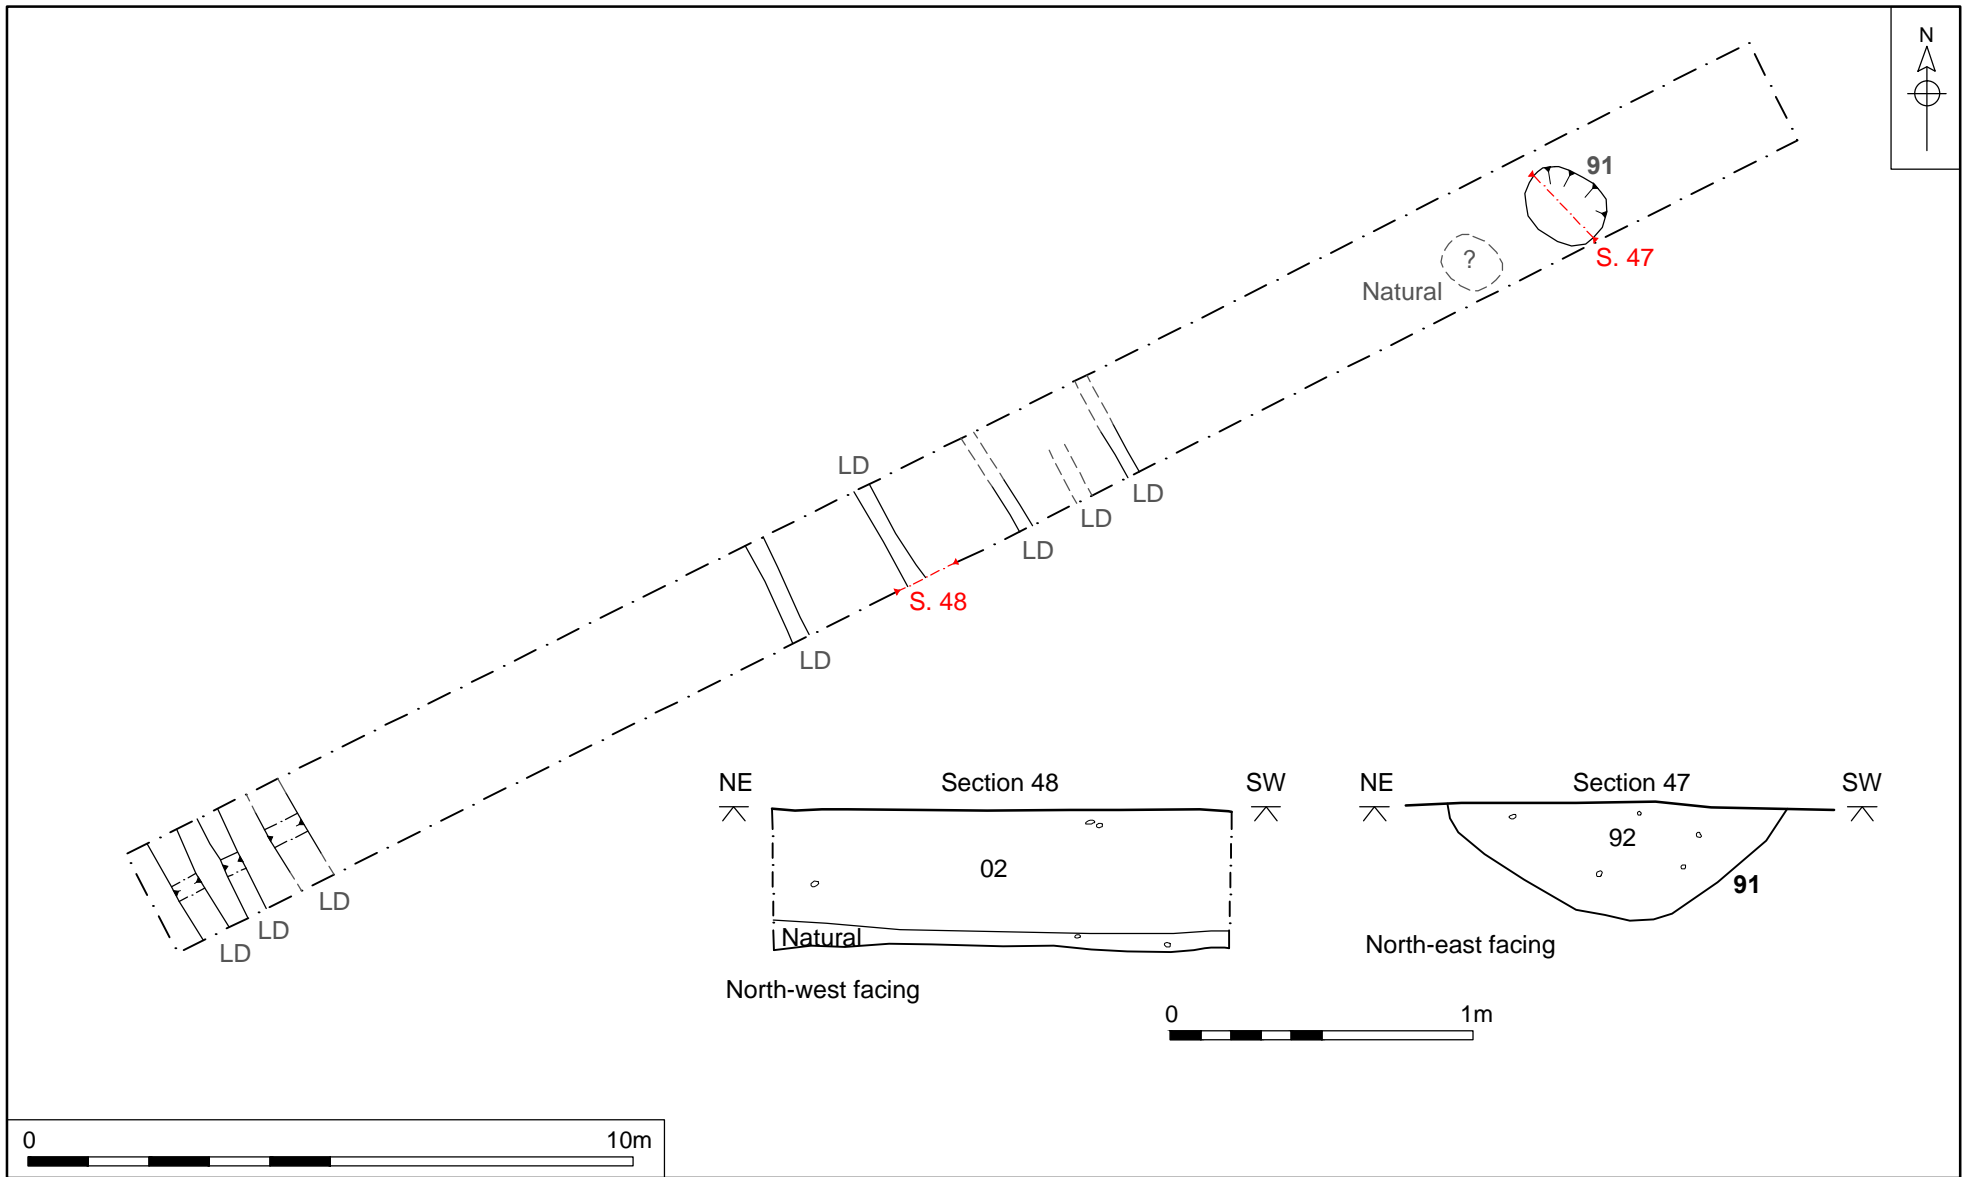 N
91
S. 47
?
Natural
LD
LD
LD
LD
S. 48
LD
LD
LD
LD
NE
Section 48
SW
02
Natural
North-west facing
NE
Section 47
SW
92
91
North-east facing
0
1m
0
10m